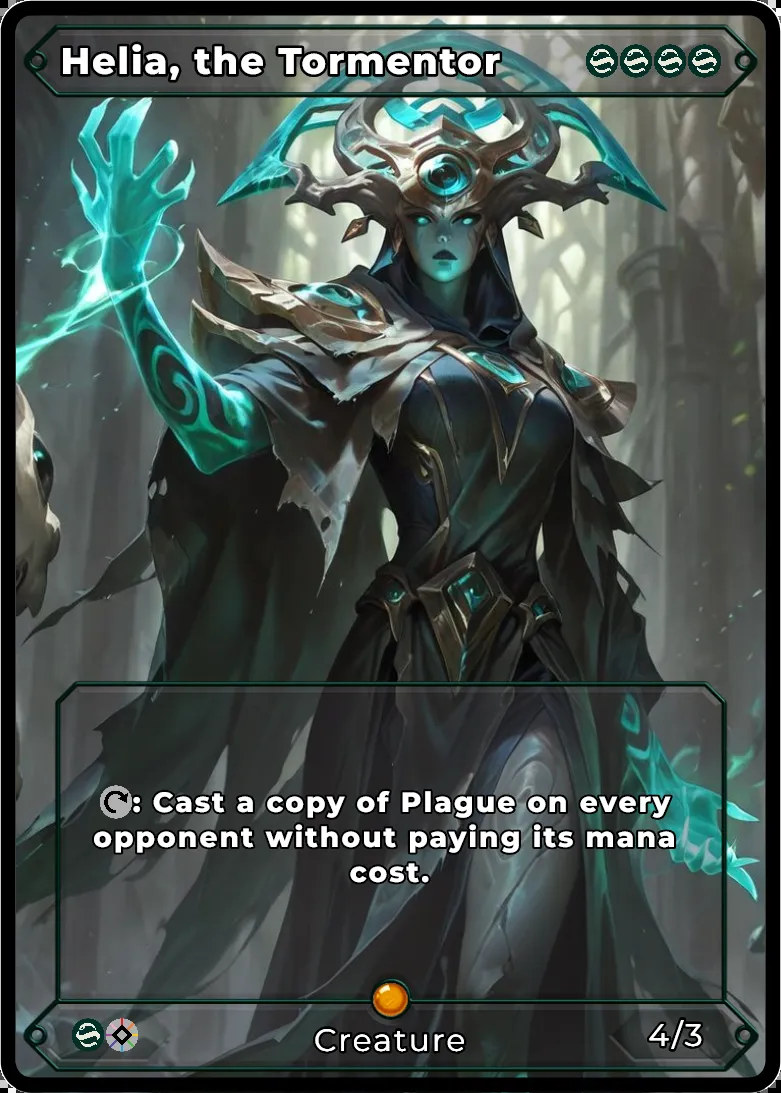 Helia, the Tormentor
: Cast a copy of Plague on every
opponent without paying its mana
cost.
Creature
4/3